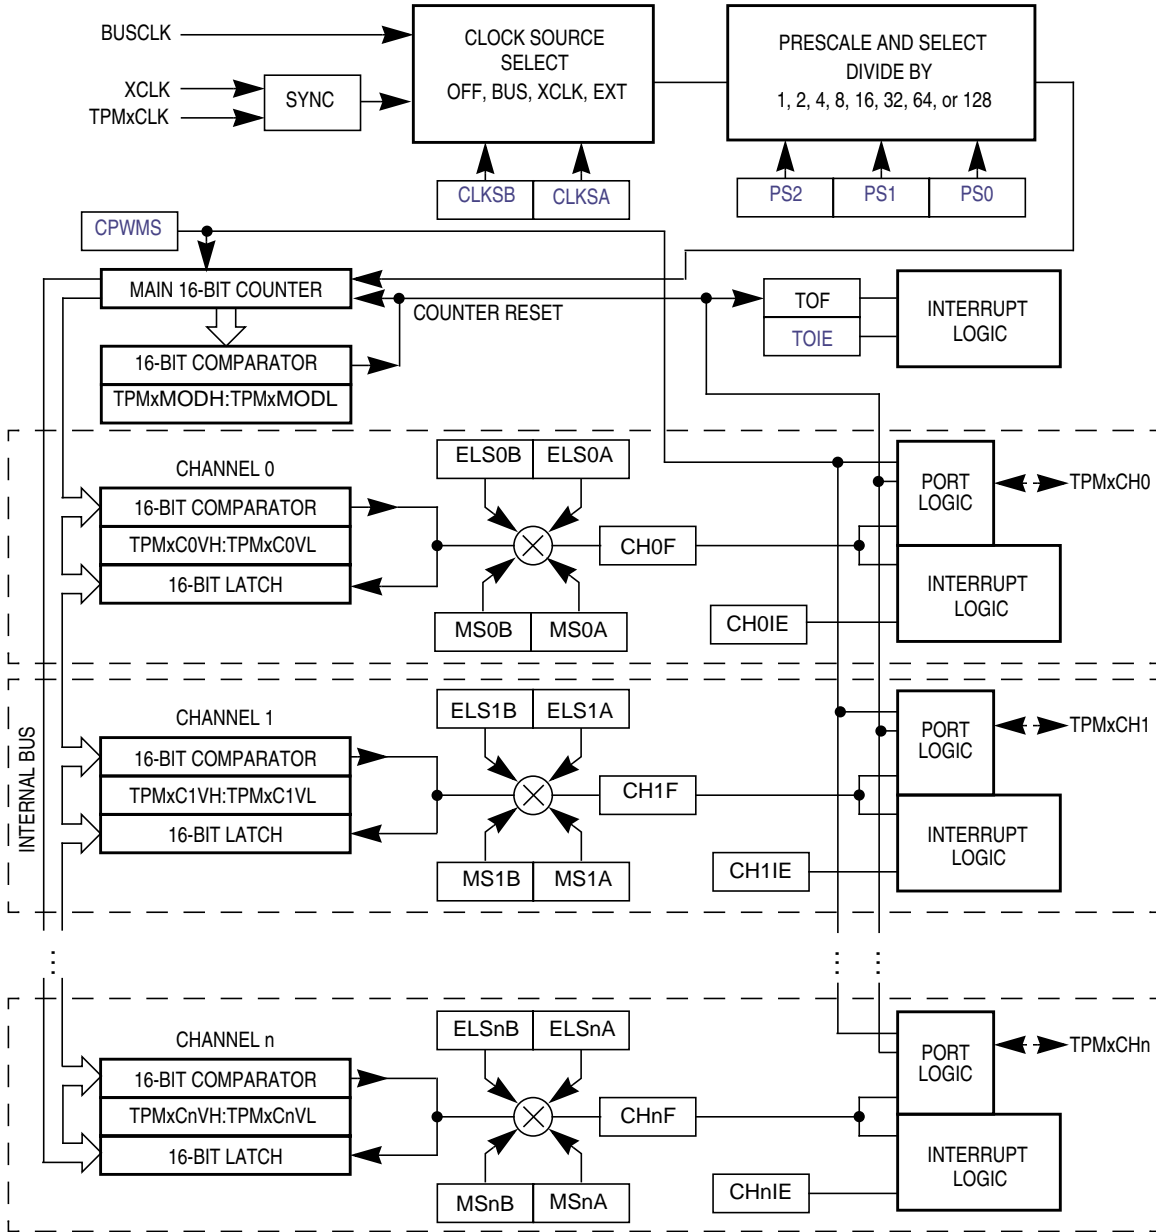 BUSCLK
XCLK
TPMxCLK
SYNC
CLOCK SOURCE
SELECT
OFF, BUS, XCLK, EXT
PRESCALE AND SELECT
DIVIDE BY
1, 2, 4, 8, 16, 32, 64, or 128
CLKSB
CLKSA
PS2
PS1
PS0
CPWMS
MAIN 16-BIT COUNTER
COUNTER RESET
TOF
TOIE
INTERRUPT
LOGIC
16-BIT COMPARATOR
TPMxMODH:TPMxMODL
INTERNAL BUS
CHANNEL 0
16-BIT COMPARATOR
TPMxC0VH:TPMxC0VL
16-BIT LATCH
ELS0B
ELS0A
MS0B
MS0A
CH0F
CH0IE
PORT
LOGIC
TPMxCH0
INTERRUPT
LOGIC
CHANNEL 1
16-BIT COMPARATOR
TPMxC1VH:TPMxC1VL
16-BIT LATCH
ELS1B
ELS1A
MS1B
MS1A
CH1F
CH1IE
PORT
LOGIC
TPMxCH1
INTERRUPT
LOGIC
...
...
...
CHANNEL n
16-BIT COMPARATOR
TPMxCnVH:TPMxCnVL
16-BIT LATCH
ELSnB
ELSnA
MSnB
MSnA
CHnF
CHnIE
PORT
LOGIC
TPMxCHn
INTERRUPT
LOGIC